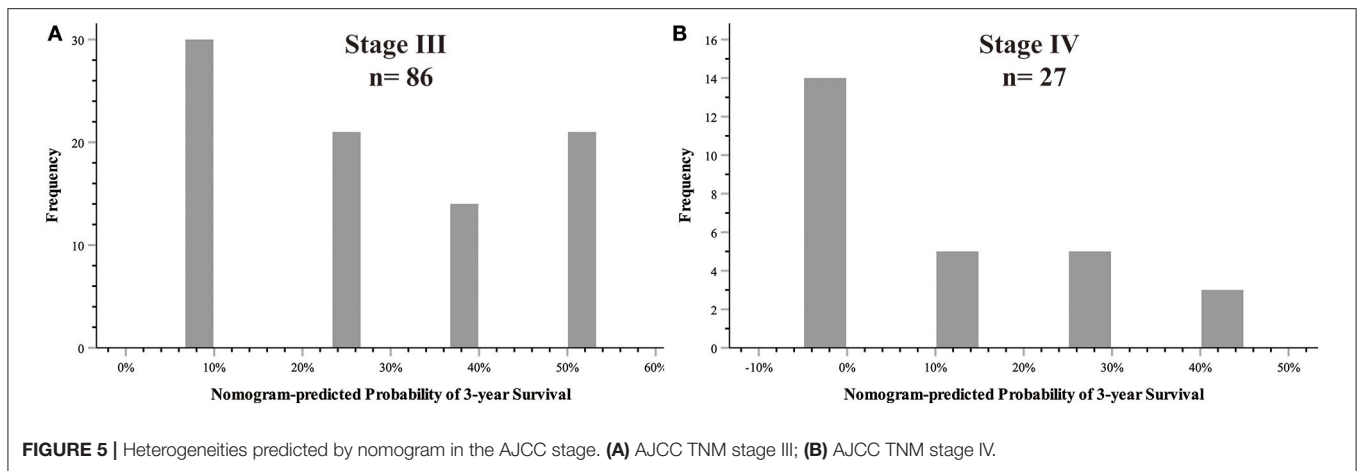 A
Stage III
n= 86
30
20
10
0
Frequency
0% 10% 20% 30% 40% 50% 60%
Nomogram-predicted Probability of 3-year Survival
B
Stage IV
n= 27
16
14
12
10
8
6
4
2
0
Frequency
-10% 0% 10% 20% 30% 40% 50%
Nomogram-predicted Probability of 3-year Survival
FIGURE 5 | Heterogeneities predicted by nomogram in the AJCC stage. (A) AJCC TNM stage III; (B) AJCC TNM stage IV.